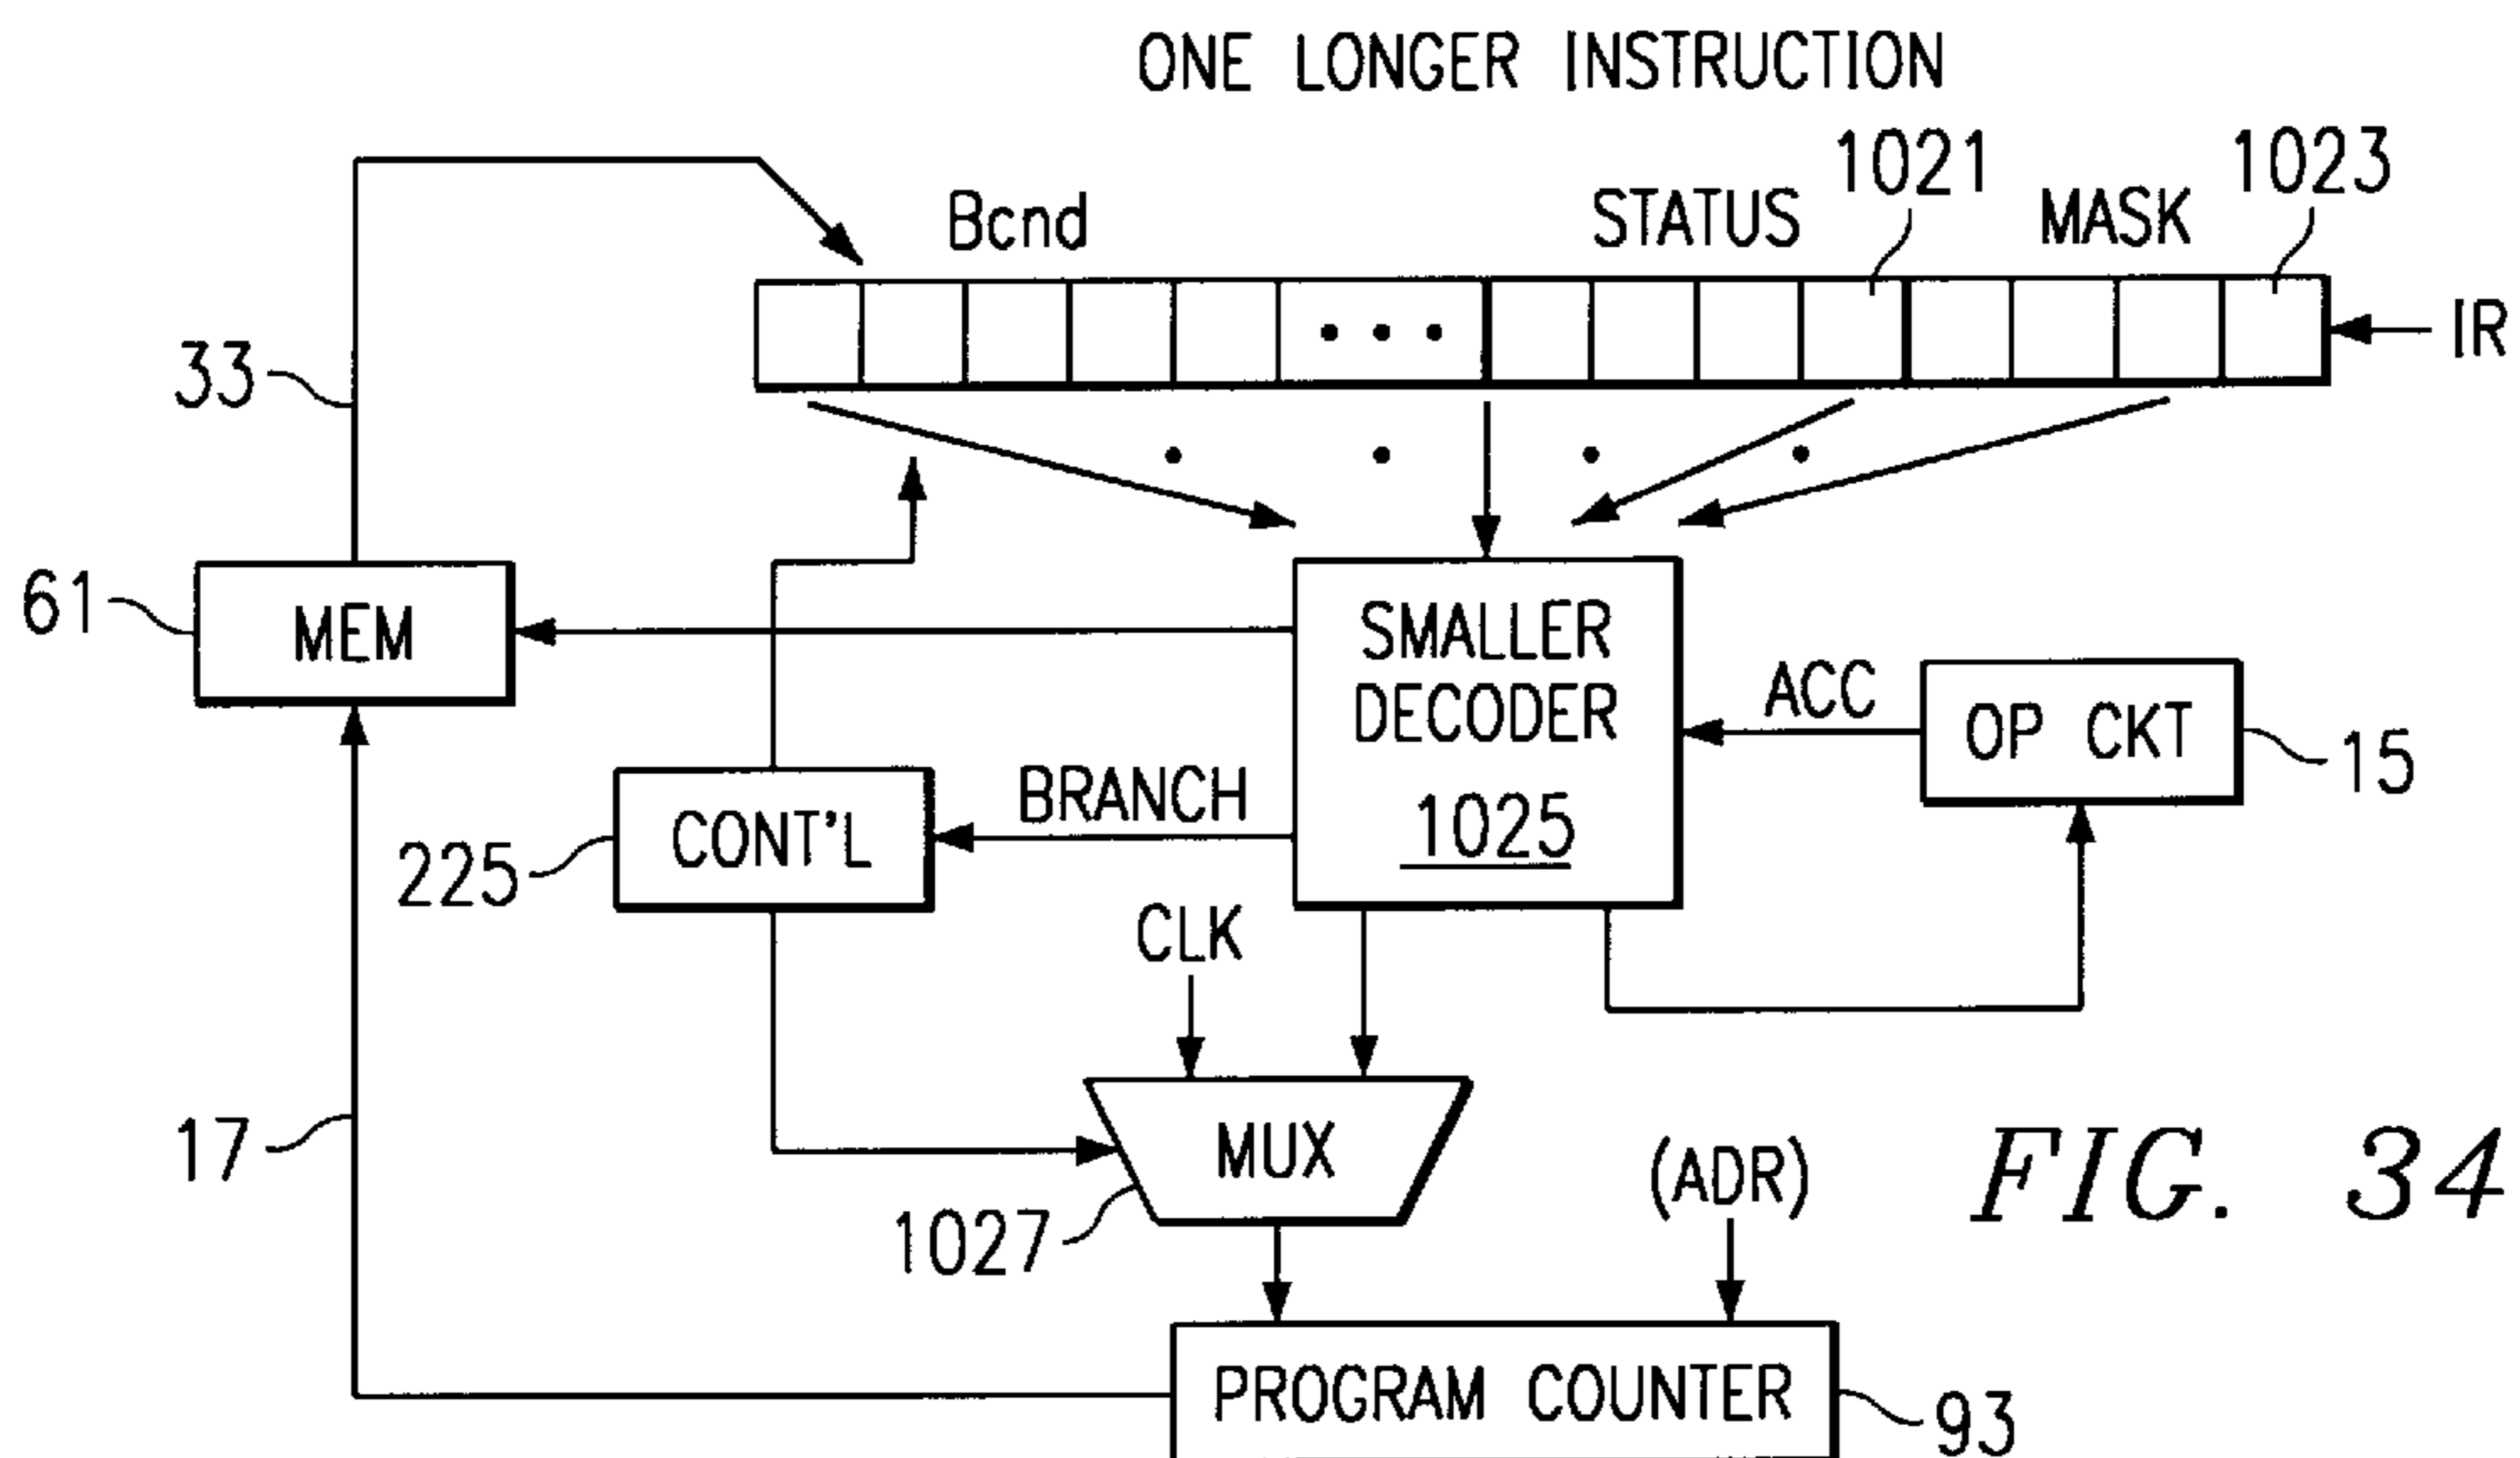 ONE LONGER INSTRUCTION
1021
1023
Bcnd
STATUS
MASK
IR
33
61
MEM
SMALLER
DECODER
1025
ACC
OP CKT
15
BRANCH
CONT'L
225
CLK
17
MUX
1027
(ADR)
FIG. 34
PROGRAM COUNTER
93